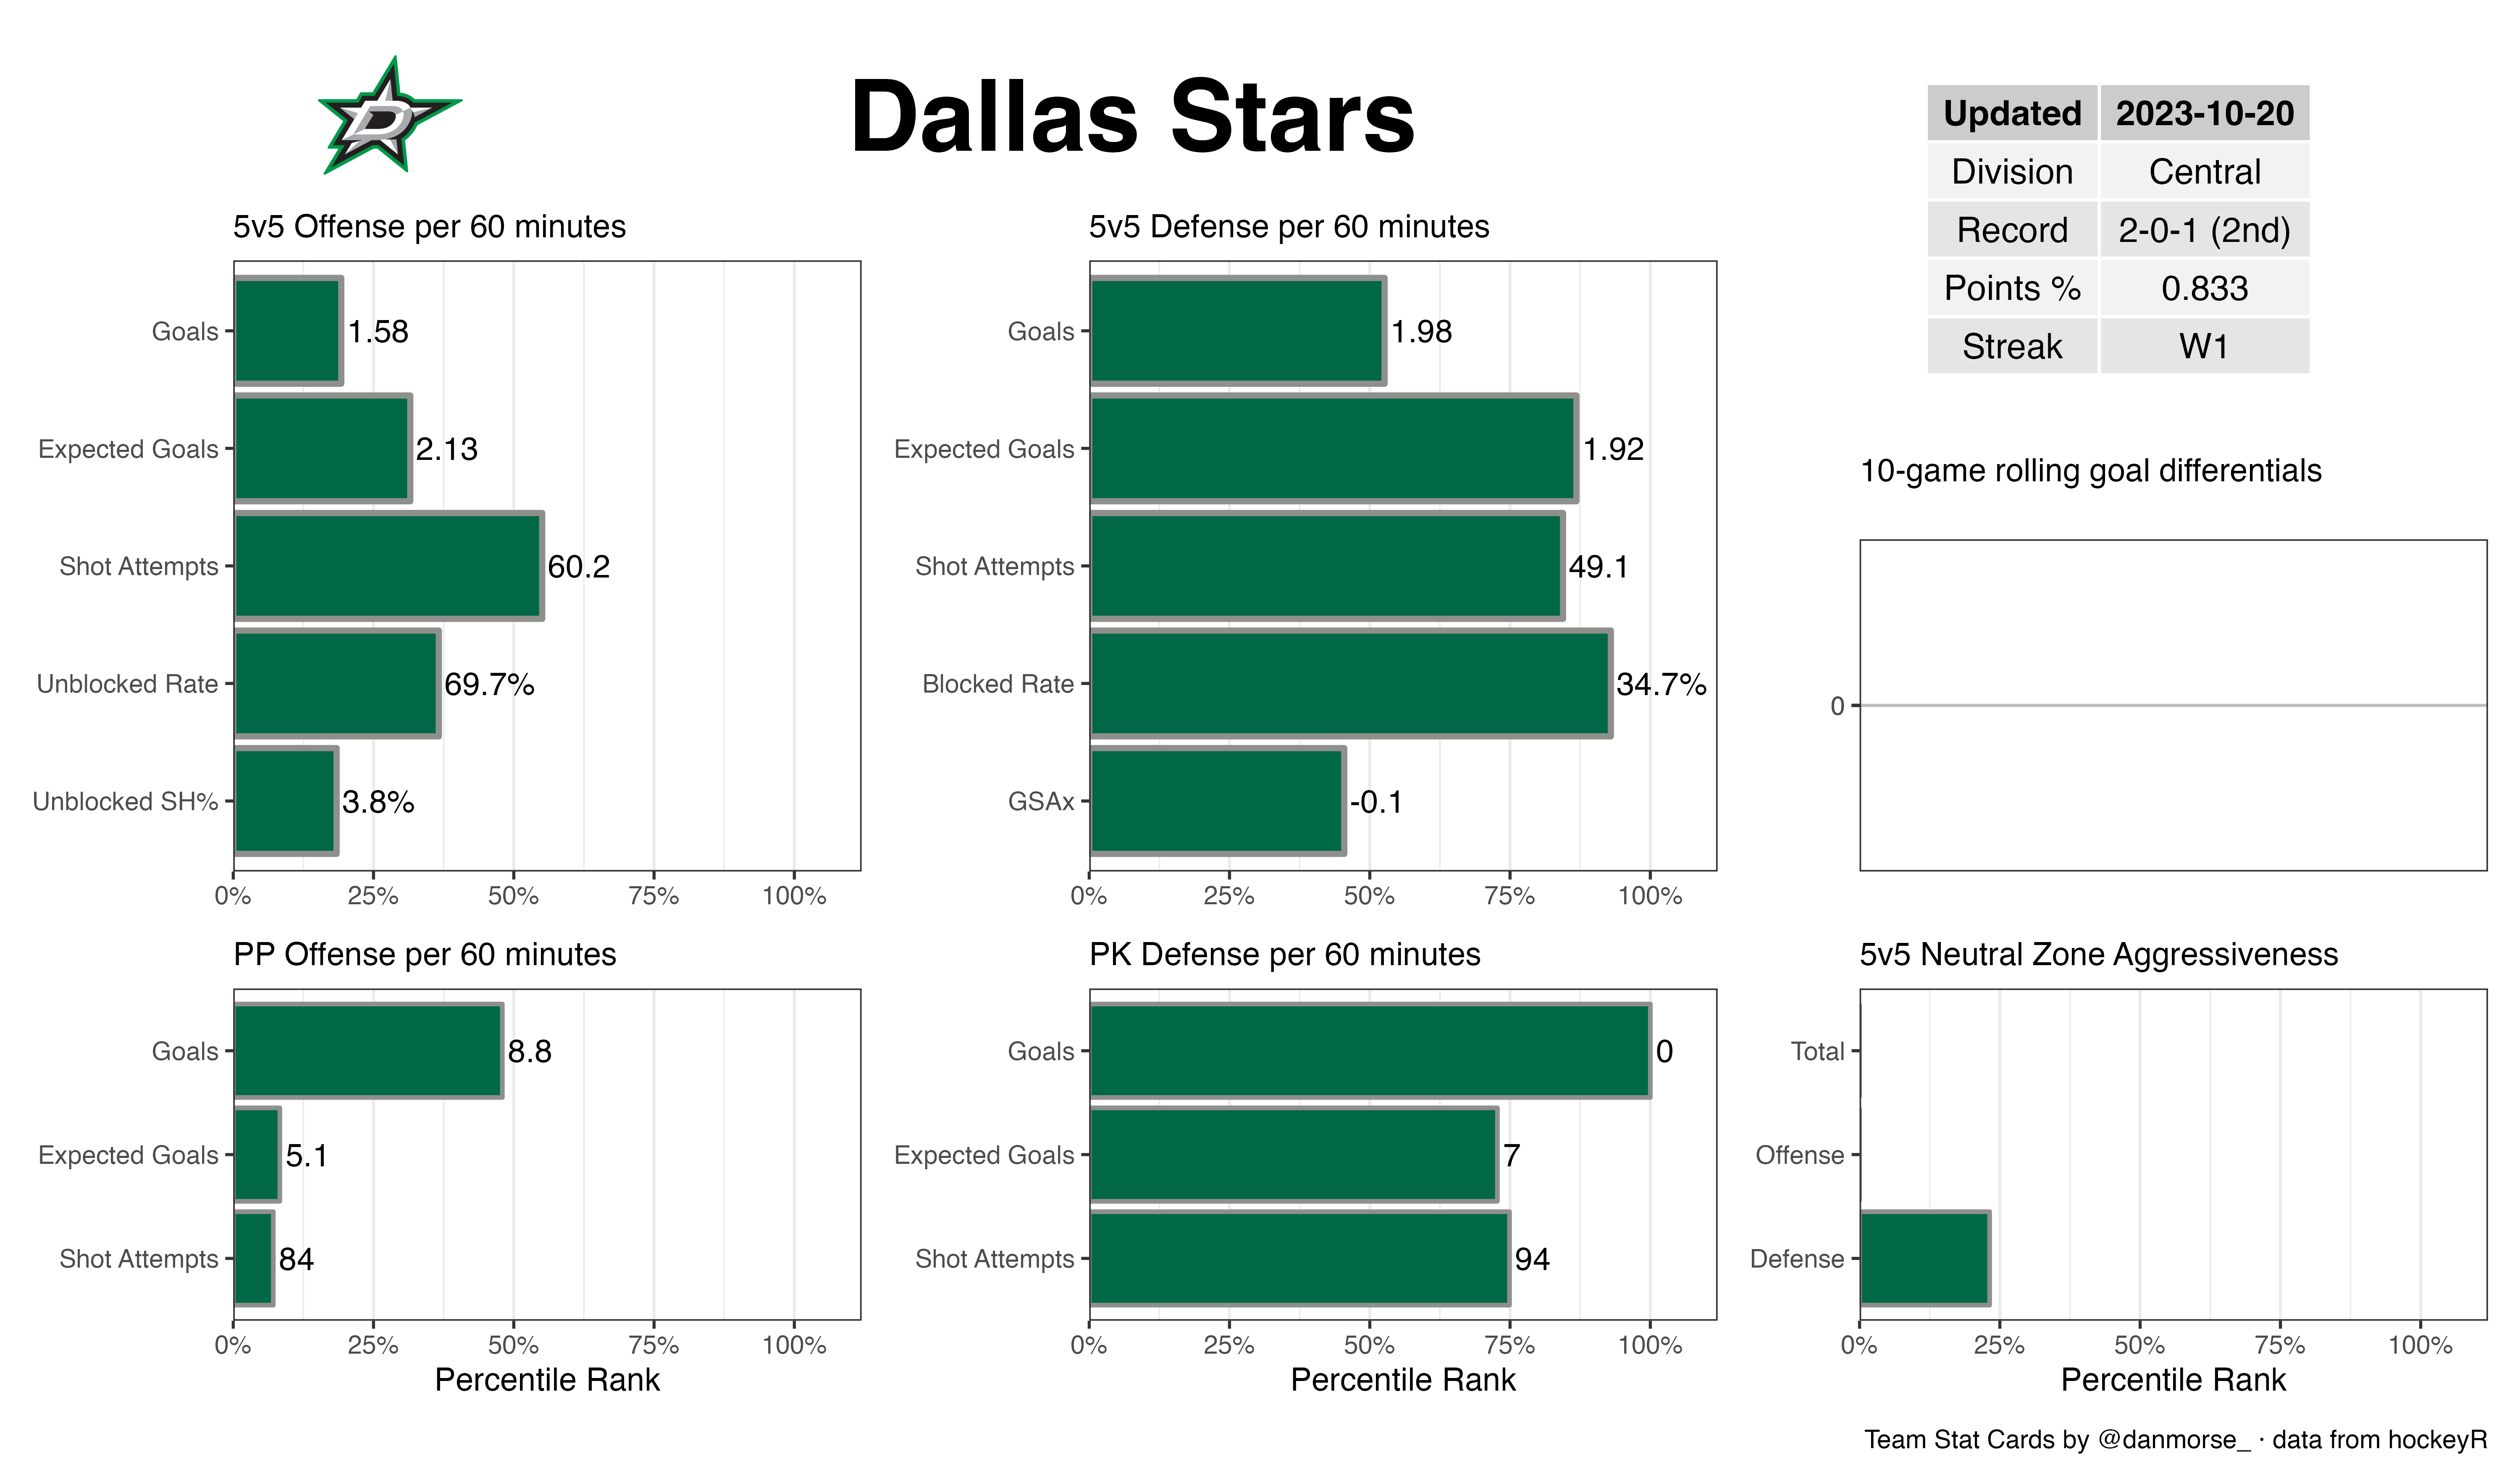 Dallas Stars
Updated 2023-10-20
Division Central
Record 2-0-1 (2nd)
Points % 0.833
Streak W1
5v5 Offense per 60 minutes
Goals 1.58
Expected Goals 2.13
Shot Attempts 60.2
Unblocked Rate 69.7%
Unblocked SH% 3.8%
0% 25% 50% 75% 100%
5v5 Defense per 60 minutes
Goals 1.98
Expected Goals 1.92
Shot Attempts 49.1
Blocked Rate 34.7%
GSAx -0.1
0% 25% 50% 75% 100%
10-game rolling goal differentials
0
PP Offense per 60 minutes
Goals 8.8
Expected Goals 5.1
Shot Attempts 84
0% 25% 50% 75% 100%
Percentile Rank
PK Defense per 60 minutes
Goals 0
Expected Goals 7
Shot Attempts 94
0% 25% 50% 75% 100%
Percentile Rank
5v5 Neutral Zone Aggressiveness
Total
Offense
Defense
0% 25% 50% 75% 100%
Percentile Rank
Team Stat Cards by @danmorse_ · data from hockeyR